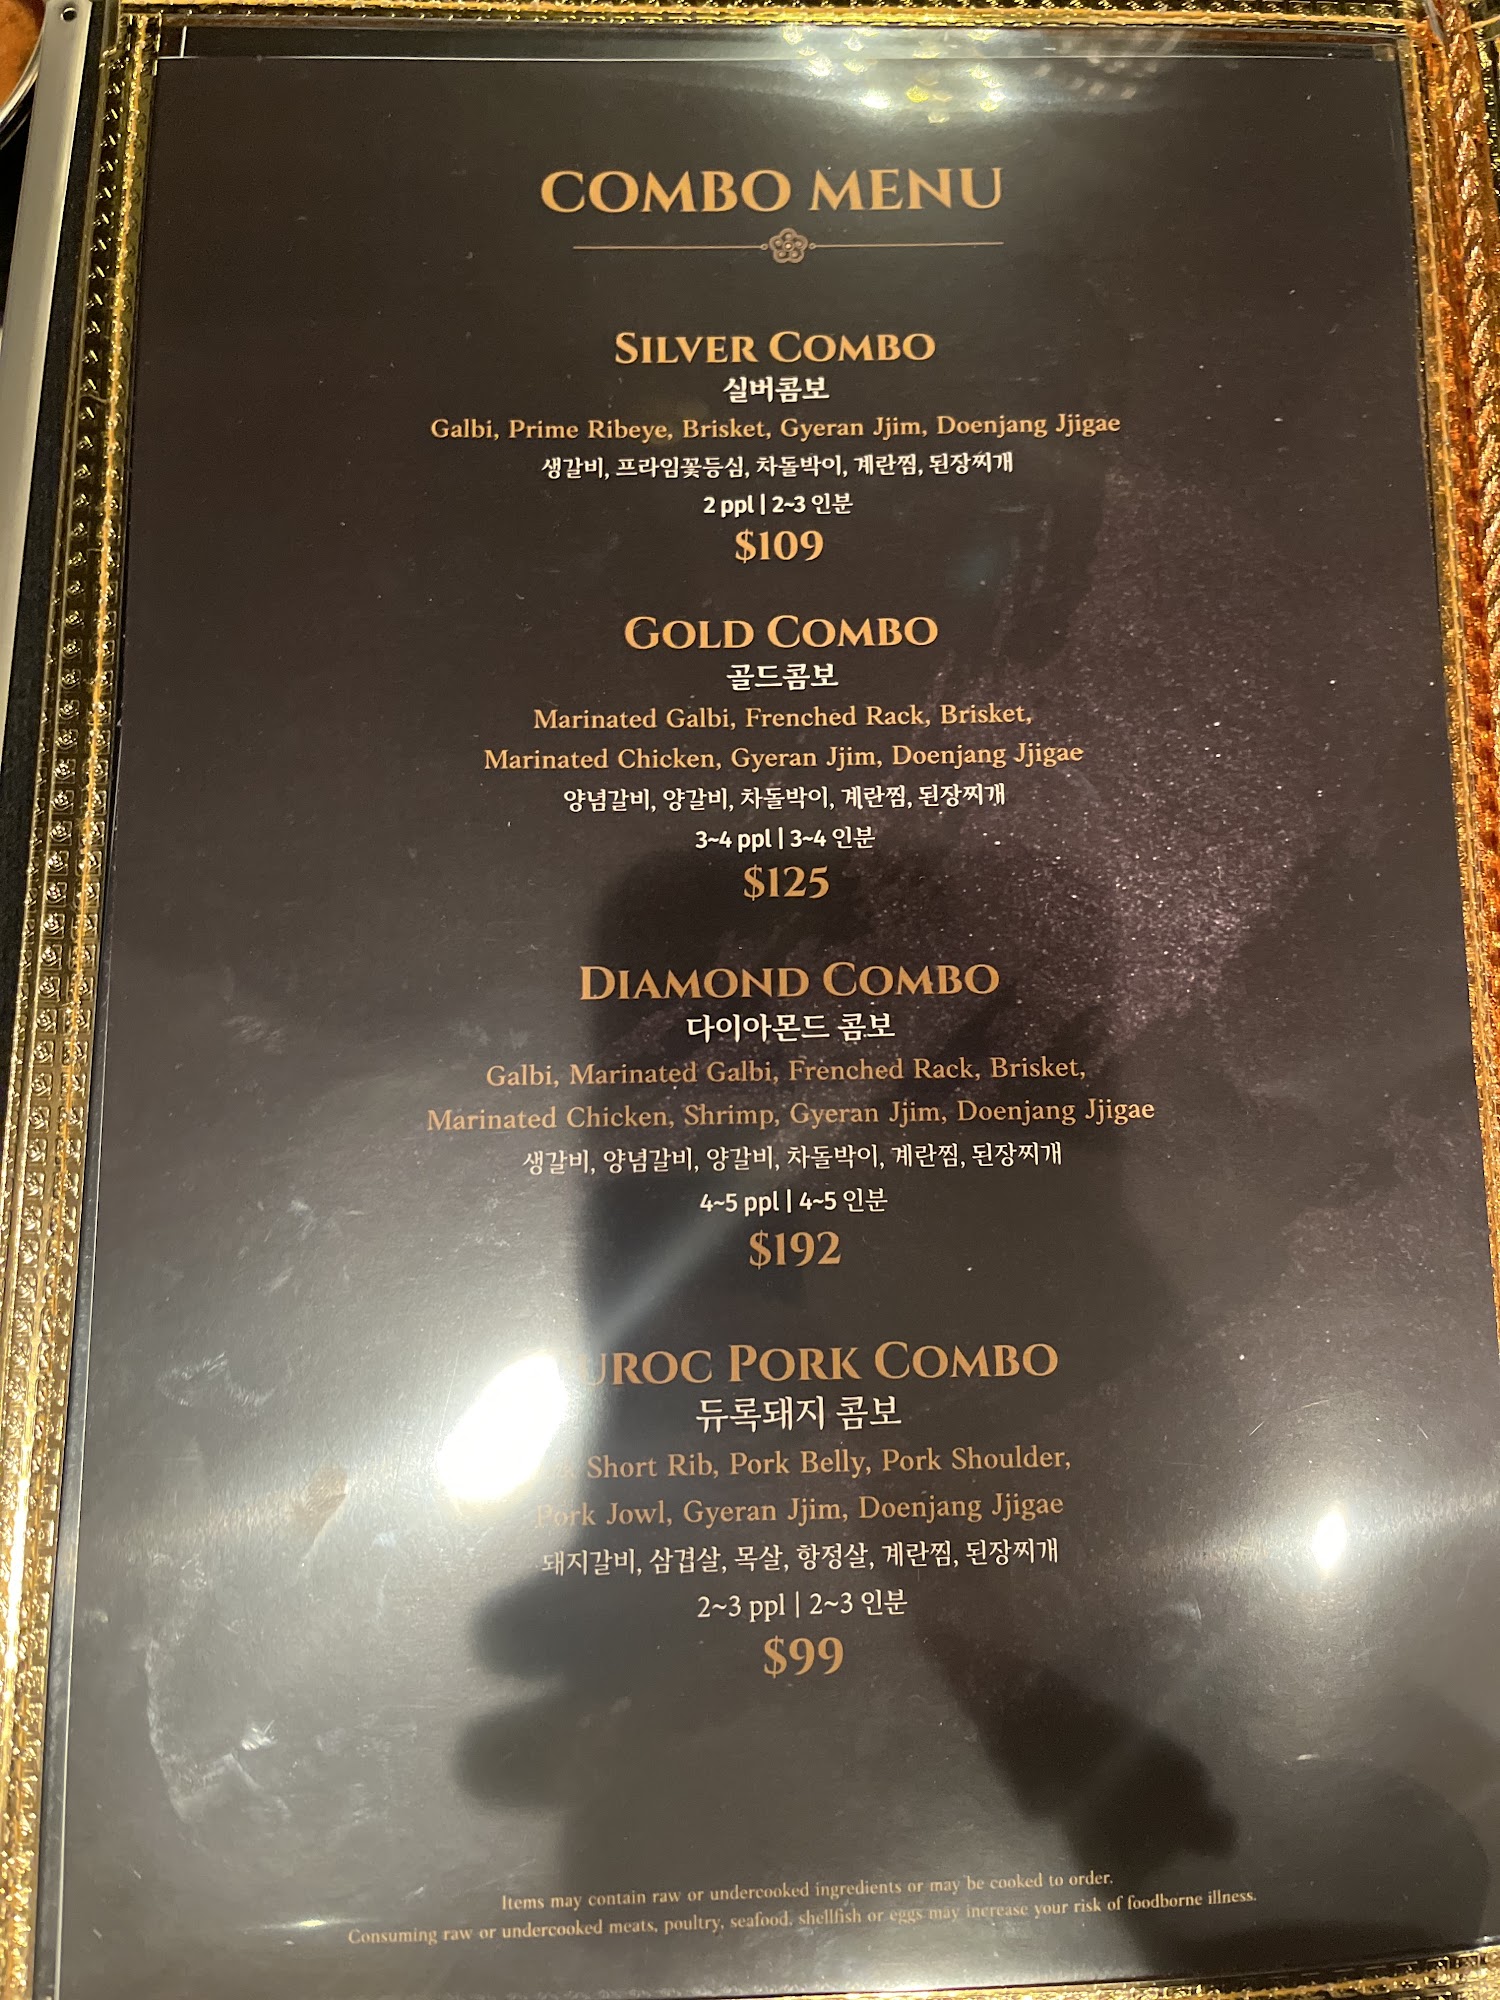 COMBO MENU
SILVER COMBO
실버콤보
Galbi, Prime Ribeye, Brisket, Gyeran Jjim, Doenjang Jjigae
생갈비, 프라임꽃등심, 차돌박이, 계란찜, 된장찌개
2 ppl | 2~3 인분
$109
GOLD COMBO
골드콤보
Marinated Galbi, Frenched Rack, Brisket,
Marinated Chicken, Gyeran Jjim, Doenjang Jjigae
양념갈비, 양갈비, 차돌박이, 계란찜, 된장찌개
3~4 ppl | 3~4 인분
$125
DIAMOND COMBO
다이아몬드 콤보
Galbi, Marinated Galbi, Frenched Rack, Brisket,
Marinated Chicken, Shrimp, Gyeran Jjim, Doenjang Jjigae
생갈비, 양념갈비, 양갈비, 차돌박이, 계란찜, 된장찌개
4~5 ppl | 4~5 인분
$192
PORK COMBO
듀록돼지 콤보
Short Rib, Pork Belly, Pork Shoulder,
Pork Jowl, Gyeran Jjim, Doenjang Jjigae
돼지갈비, 삼겹살, 목살, 항정살, 계란찜, 된장찌개
2~3 ppl | 2~3 인분
$99
Items may contain raw or undercooked ingredients or may be cooked to order.
Consuming raw or undercooked meats, poultry, seafood, shellfish or eggs may increase your risk of foodborne illness.